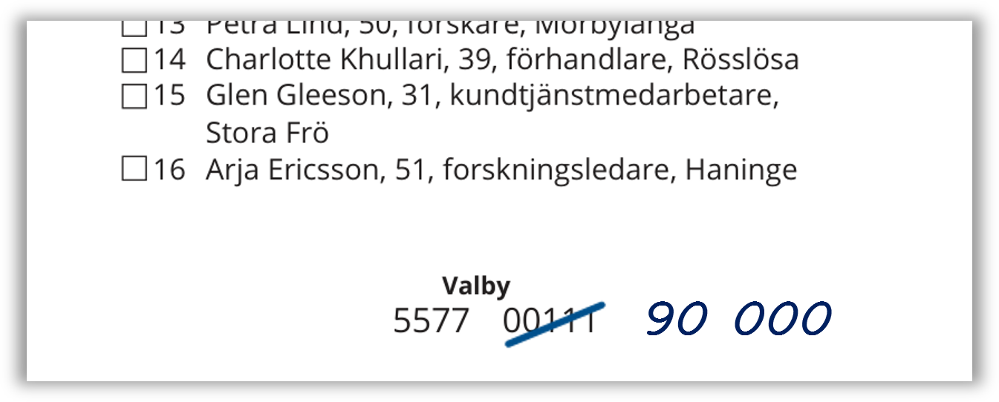 13 Petra Lind, 50, forskare, Mörbylånga
14 Charlotte Khullari, 39, förhandlare, Rösslösa
15 Glen Gleeson, 31, kundtjänstmedarbetare,
Stora Frö
16 Arja Ericsson, 51, forskningsledare, Haninge
Valby
5577 00111 90 000